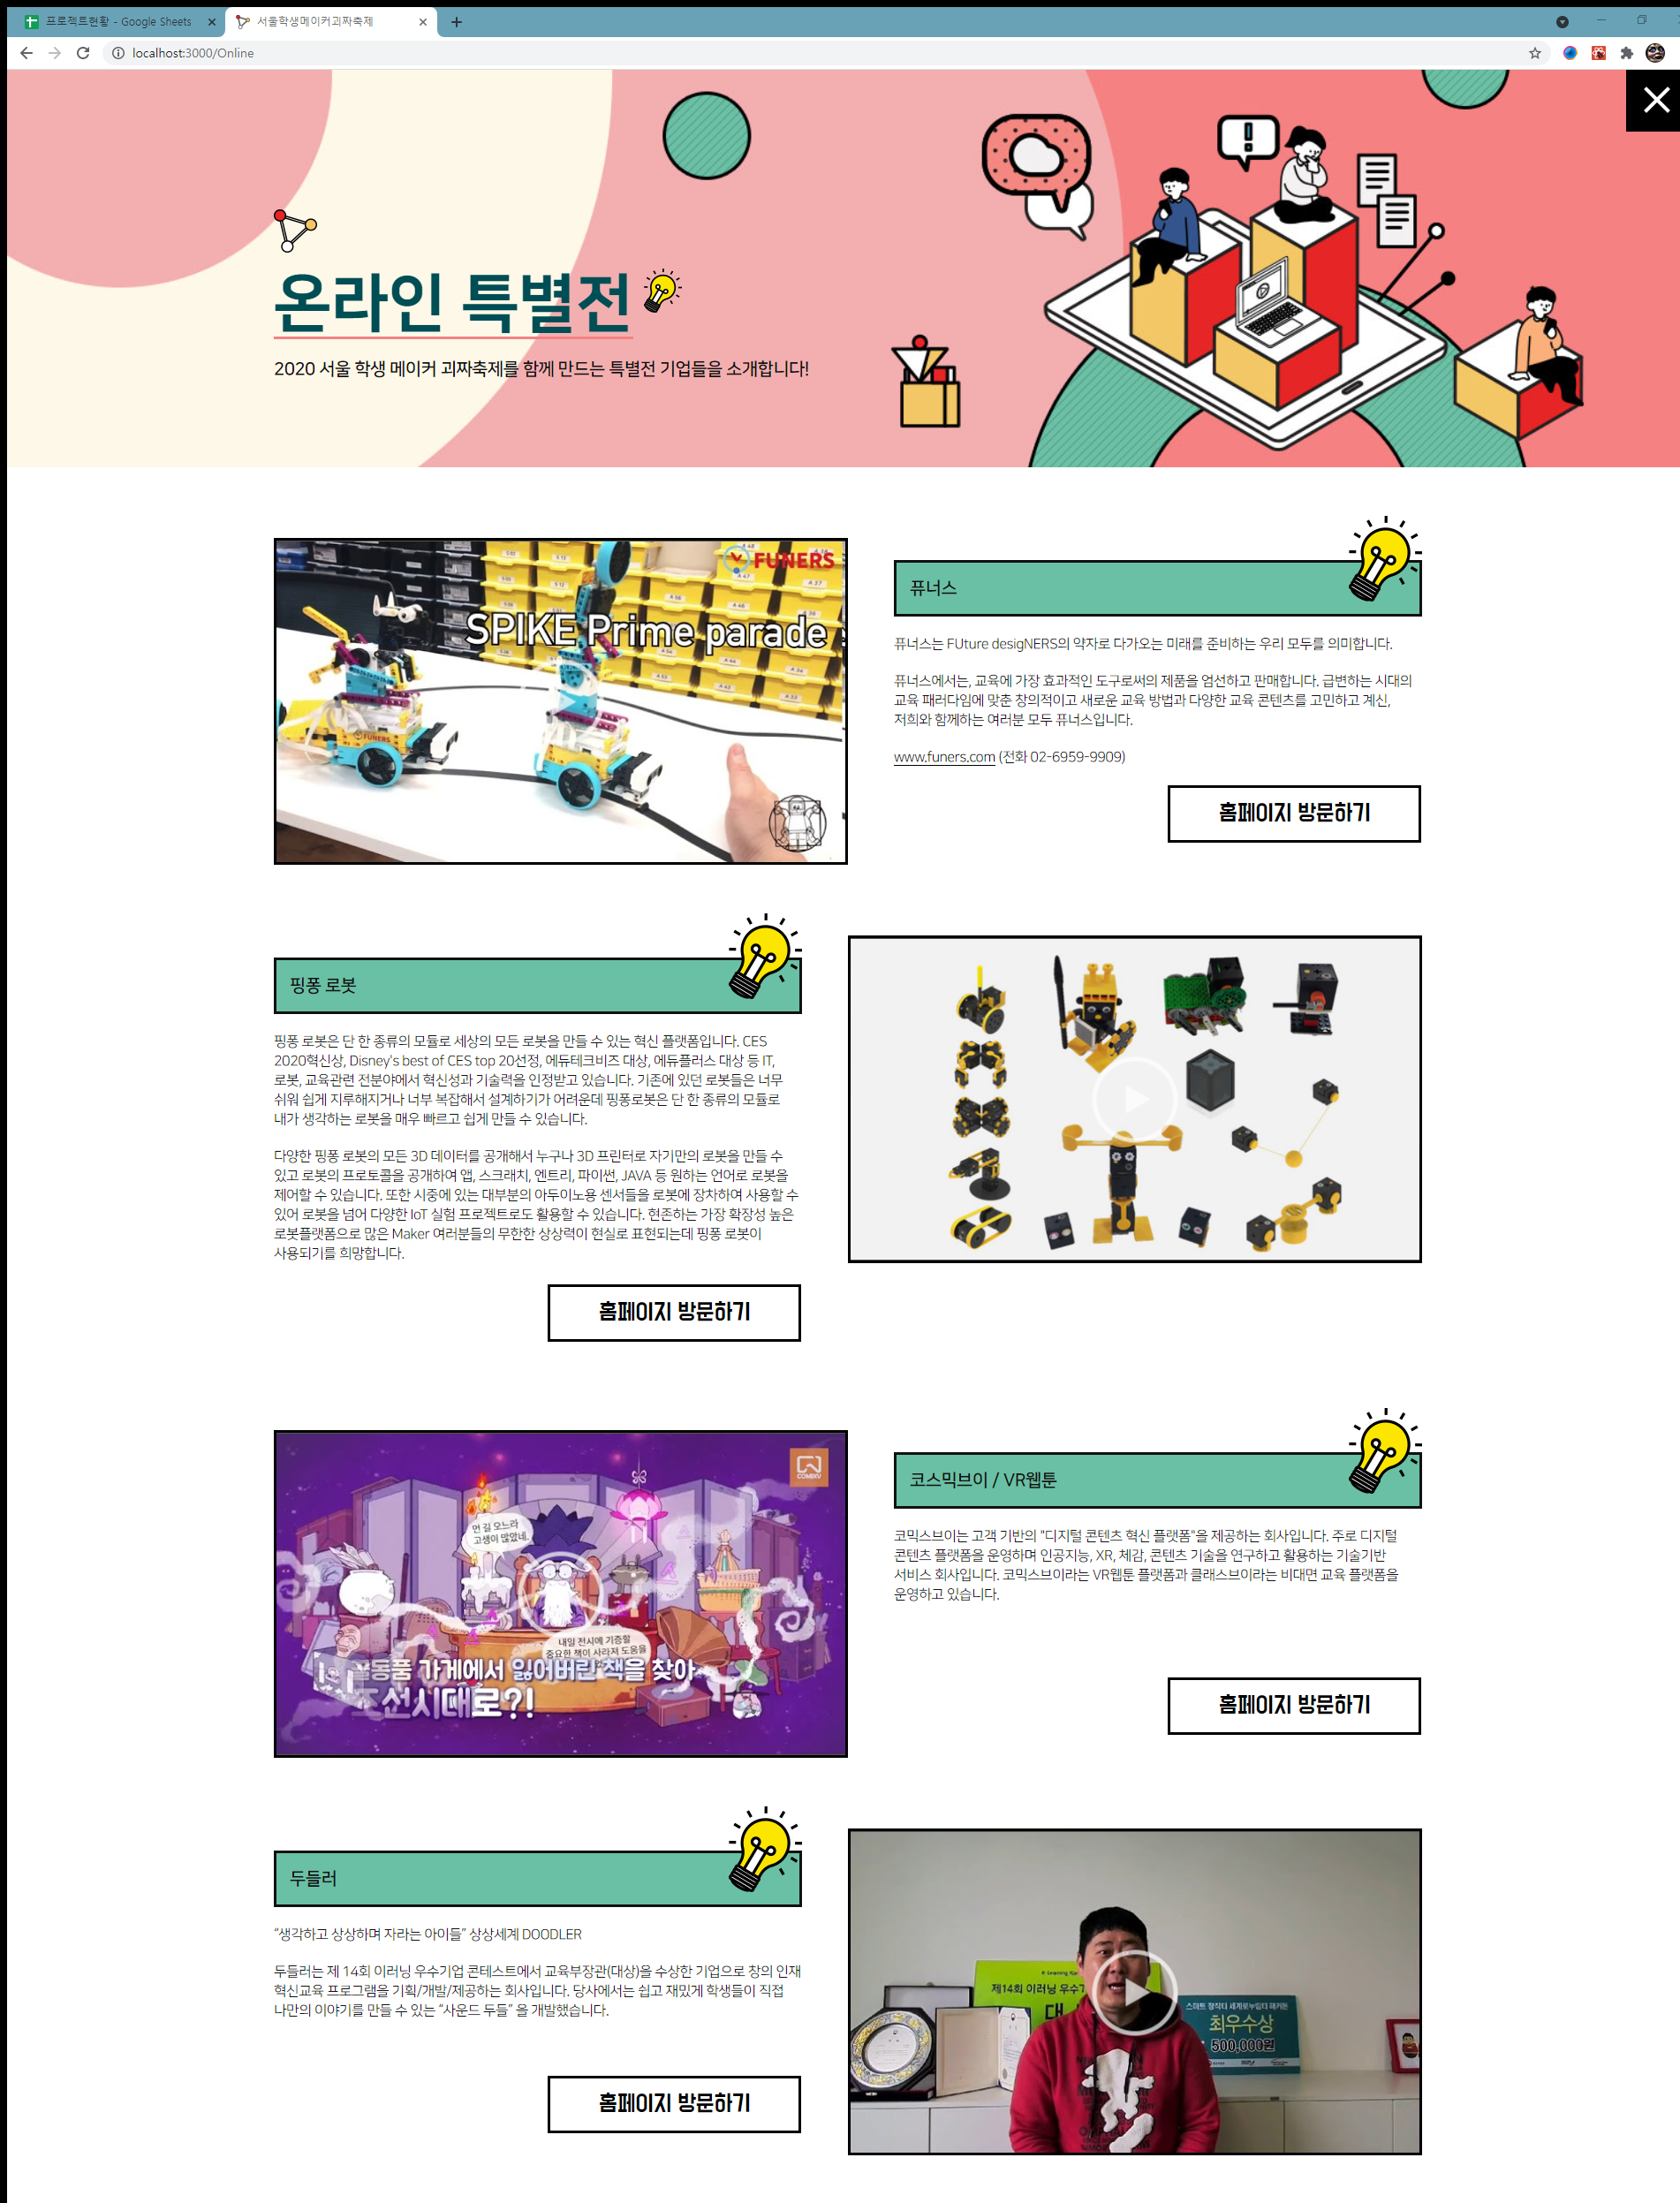 프로젝트현황 - Google Sheets
서울학생메이커괴짜축제
localhost:3000/Online
온라인 특별전
2020 서울 학생 메이커 괴짜축제를 함께 만드는 특별전 기업들을 소개합니다!
FUNERS
SPIKE Prime parade
FUNERS
퓨너스
퓨너스는 FUture desigNERS의 약자로 다가오는 미래를 준비하는 우리 모두를 의미합니다.
퓨너스에서는, 교육에 가장 효과적인 도구로써의 제품을 엄선하고 판매합니다. 급변하는 시대의
교육 패러다임에 맞춘 창의적이고 새로운 교육 방법과 다양한 교육 콘텐츠를 고민하고 계신,
저희와 함께하는 여러분 모두 퓨너스입니다.
www.funers.com (전화 02-6959-9909)
홈페이지 방문하기
핑퐁 로봇
핑퐁 로봇은 단 한 종류의 모듈로 세상의 모든 로봇을 만들 수 있는 혁신 플랫폼입니다. CES
2020혁신상, Disney's best of CES top 20선정, 에듀테크비즈 대상, 에듀플러스 대상 등 IT,
로봇, 교육관련 전분야에서 혁신성과 기술력을 인정받고 있습니다. 기존에 있던 로봇들은 너무
쉬워 쉽게 지루해지거나 너부 복잡해서 설계하기가 어려운데 핑퐁로봇은 단 한 종류의 모듈로
내가 생각하는 로봇을 매우 빠르고 쉽게 만들 수 있습니다.
다양한 핑퐁 로봇의 모든 3D 데이터를 공개해서 누구나 3D 프린터로 자기만의 로봇을 만들 수
있고 로봇의 프로토콜을 공개하여 앱, 스크래치, 엔트리, 파이썬, JAVA 등 원하는 언어로 로봇을
제어할 수 있습니다. 또한 시중에 있는 대부분의 아두이노용 센서들을 로봇에 장차하여 사용할 수
있어 로봇을 넘어 다양한 IoT 실험 프로젝트로도 활용할 수 있습니다. 현존하는 가장 확장성 높은
로봇플랫폼으로 많은 Maker 여러분들의 무한한 상상력이 현실로 표현되는데 핑퐁 로봇이
사용되기를 희망합니다.
홈페이지 방문하기
COMIXV
먼 길 오느라
고생이 많았네.
내일 전시에 기증할
중요한 책이 사라져 도움을
골동품 가게에서 잃어버린 책을 찾아
조선시대로?!
코스믹브이 / VR웹툰
코믹스브이는 고객 기반의 "디지털 콘텐츠 혁신 플랫폼"을 제공하는 회사입니다. 주로 디지털
콘텐츠 플랫폼을 운영하며 인공지능, XR, 체감, 콘텐츠 기술을 연구하고 활용하는 기술기반
서비스 회사입니다. 코믹스브이라는 VR웹툰 플랫폼과 클래스브이라는 비대면 교육 플랫폼을
운영하고 있습니다.
홈페이지 방문하기
두들러
“생각하고 상상하며 자라는 아이들” 상상세계 DOODLER
두들러는 제 14회 이러닝 우수기업 콘테스트에서 교육부장관(대상)을 수상한 기업으로 창의 인재
혁신교육 프로그램을 기획/개발/제공하는 회사입니다. 당사에서는 쉽고 재밌게 학생들이 직접
나만의 이야기를 만들 수 있는 “사운드 두들” 을 개발했습니다.
홈페이지 방문하기
제14회 이러닝 우수기
대
최우수상
500,000원